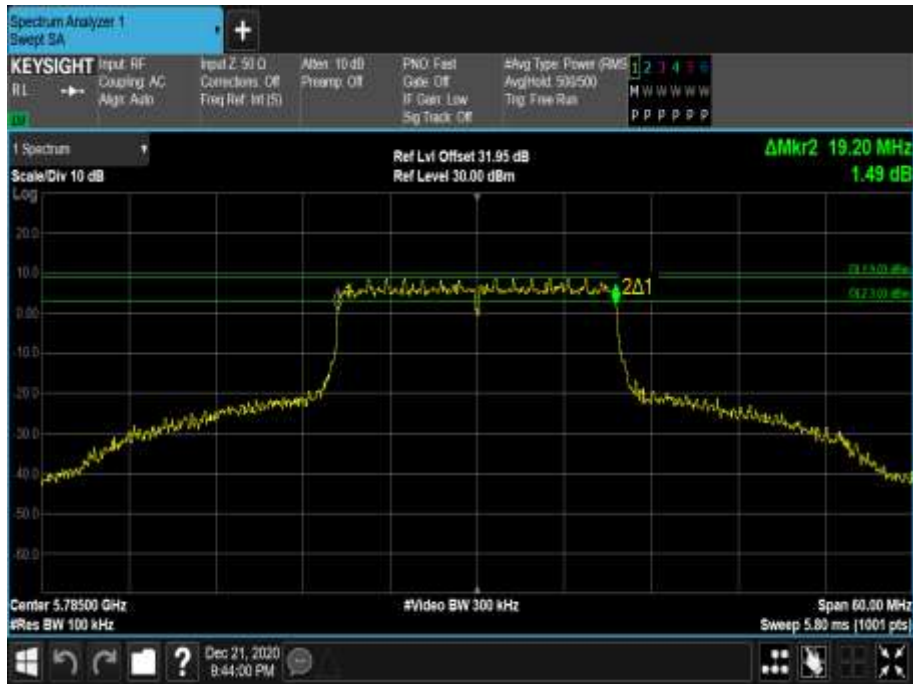 Spectrum Analyzer 1
Swept SA
+
KEYSIGHT
RL
Input: RF
Coupling: AC
Align: Auto
Input Z: 50 Ω
Corrections: Off
Freq Ref: Int (S)
Atten: 10 dB
Preamp: Off
PNO: Fast
Gate: Off
IF Gain: Low
Sig Track: Off
#Avg Type: Power (RMS
Avg|Hold: 500/500
Trig: Free Run
1 2 3 4 5 6
M W W W W W
P P P P P P
1 Spectrum
Scale/Div 10 dB
Ref Lvl Offset 31.95 dB
Ref Level 30.00 dBm
ΔMkr2 19.20 MHz
1.49 dB
Log
20.0
10.0
0.00
-10.0
-20.0
-30.0
-40.0
-50.0
-60.0
2Δ1
Center 5.78500 GHz
#Res BW 100 kHz
#Video BW 300 kHz
Span 60.00 MHz
Sweep 5.80 ms (1001 pts)
?
Dec 21, 2020
9:44:00 PM